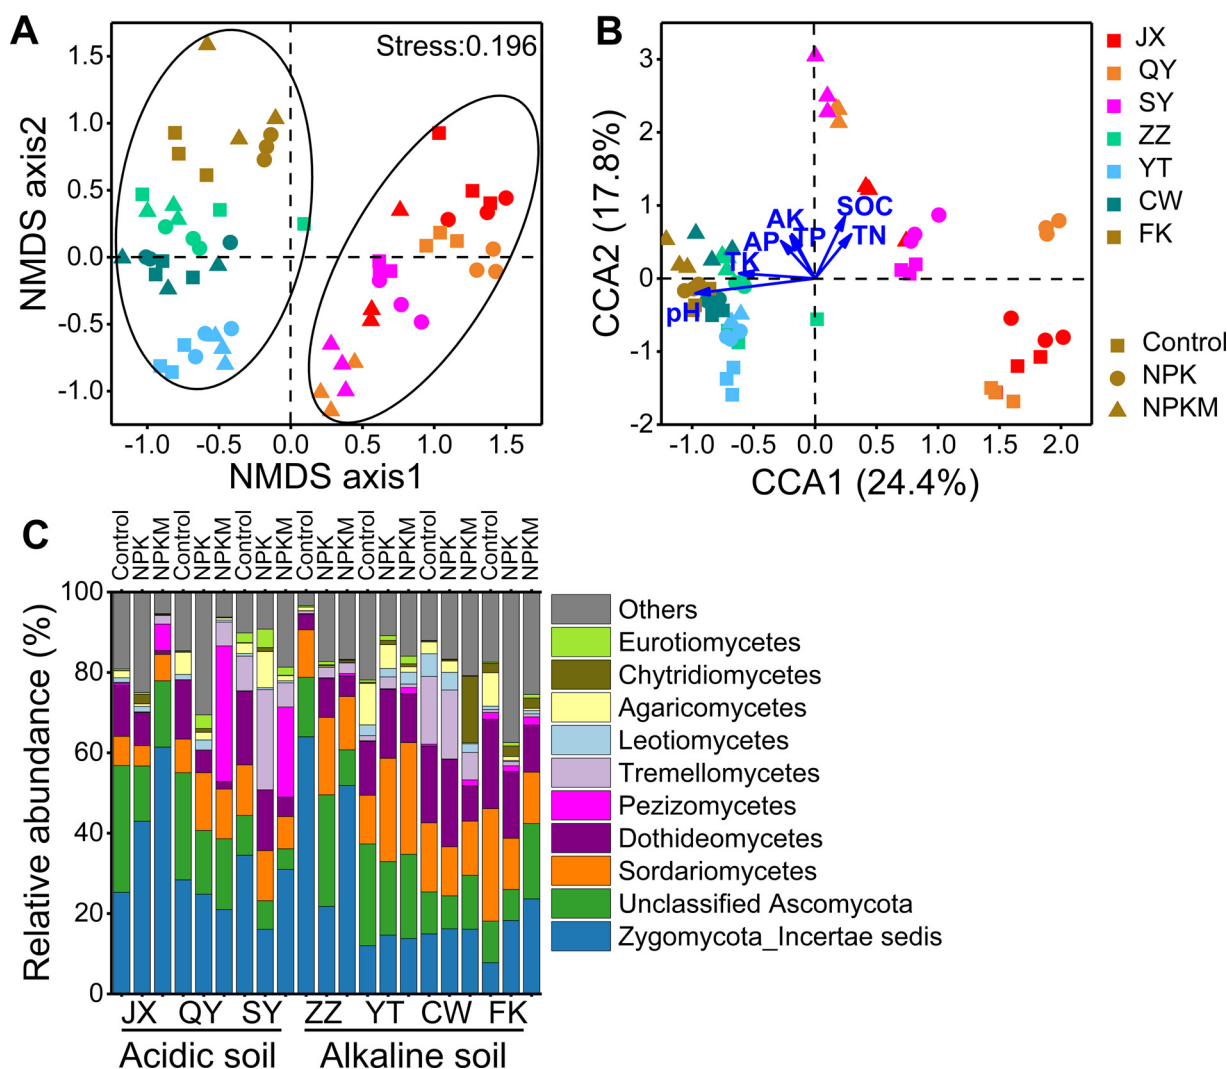 A
Stress:0.196
NMDS axis2
1.5
1.0
0.5
0.0
-0.5
-1.0
-1.0
-0.5
0.0
0.5
1.0
1.5
NMDS axis1
B
CCA2 (17.8%)
3
2
1
0
-1
-2
SOC
AK
TP
TN
AP
TK
pH
-1.0
-0.5
0.0
0.5
1.0
1.5
2.0
CCA1 (24.4%)
JX
QY
SY
ZZ
YT
CW
FK
Control
NPK
NPKM
C
Control
NPK
NPKM
Control
NPK
NPKM
Control
NPK
NPKM
Control
NPK
NPKM
Control
NPK
NPKM
Control
NPK
NPKM
Control
NPK
NPKM
Relative abundance (%)
100
80
60
40
20
0
Others
Eurotiomycetes
Chytridiomycetes
Agaricomycetes
Leotiomycetes
Tremellomycetes
Pezizomycetes
Dothideomycetes
Sordariomycetes
Unclassified Ascomycota
Zygomycota_Incertae sedis
JX QY SY ZZ YT CW FK
Acidic soil Alkaline soil